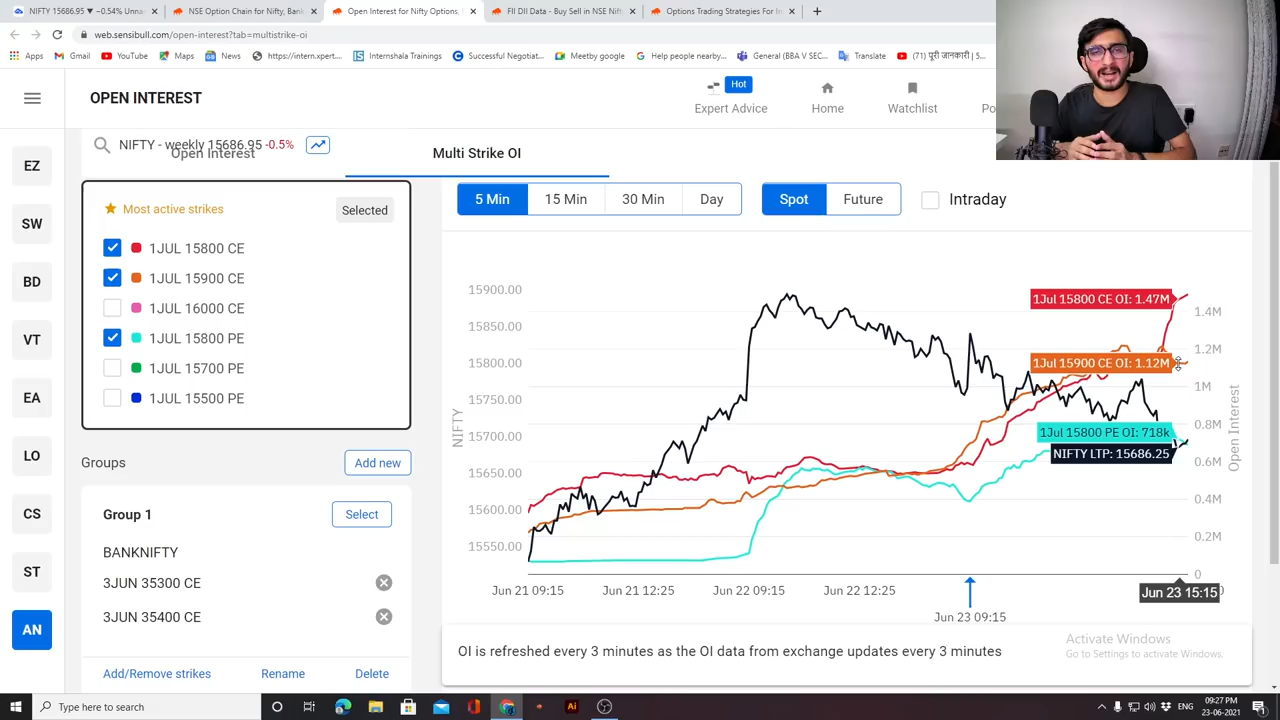 NIFTY 15686.95 ▼ −0.54% Unna
NSE Option Chain for Nifty, Bank
Open Interest for Nifty Options,
FII DII Data - Buy Sell in NSE Nif
Options Trading Strategies For In
web.sensibull.com/open-interest?tab=multistrike-oi
Apps
Gmail
YouTube
Maps
News
https://intern.xpert...
Internshala Trainings
Successful Negotiat...
Meetby google
Help people nearby...
General (BBA V SEC...
Translate
(71) पूरी जानकारी | 5...
OPEN INTEREST
Hot
Expert Advice
Home
Watchlist
Po
NIFTY - weekly 15686.95 -0.5%
Open Interest
Multi Strike OI
Most active strikes
Selected
1JUL 15800 CE
1JUL 15900 CE
1JUL 16000 CE
1JUL 15800 PE
1JUL 15700 PE
1JUL 15500 PE
Groups
Add new
Group 1
Select
BANKNIFTY
3JUN 35300 CE
3JUN 35400 CE
Add/Remove strikes
Rename
Delete
EZ
SW
BD
VT
EA
LO
CS
ST
AN
5 Min
15 Min
30 Min
Day
Spot
Future
Intraday
15900.00
15850.00
15800.00
15750.00
15700.00
15650.00
15600.00
15550.00
NIFTY
1Jul 15800 CE OI: 1.47M
1Jul 15900 CE OI: 1.12M
1Jul 15800 PE OI: 718k
NIFTY LTP: 15686.25
1.4M
1.2M
1M
0.8M
0.6M
0.4M
0.2M
0
Open Interest
Jun 21 09:15
Jun 21 12:25
Jun 22 09:15
Jun 22 12:25
Jun 23 09:15
Jun 23 15:15
OI is refreshed every 3 minutes as the OI data from exchange updates every 3 minutes
Activate Windows
Go to Settings to activate Windows.
Type here to search
Ai
ENG
09:27 PM
23-06-2021
1